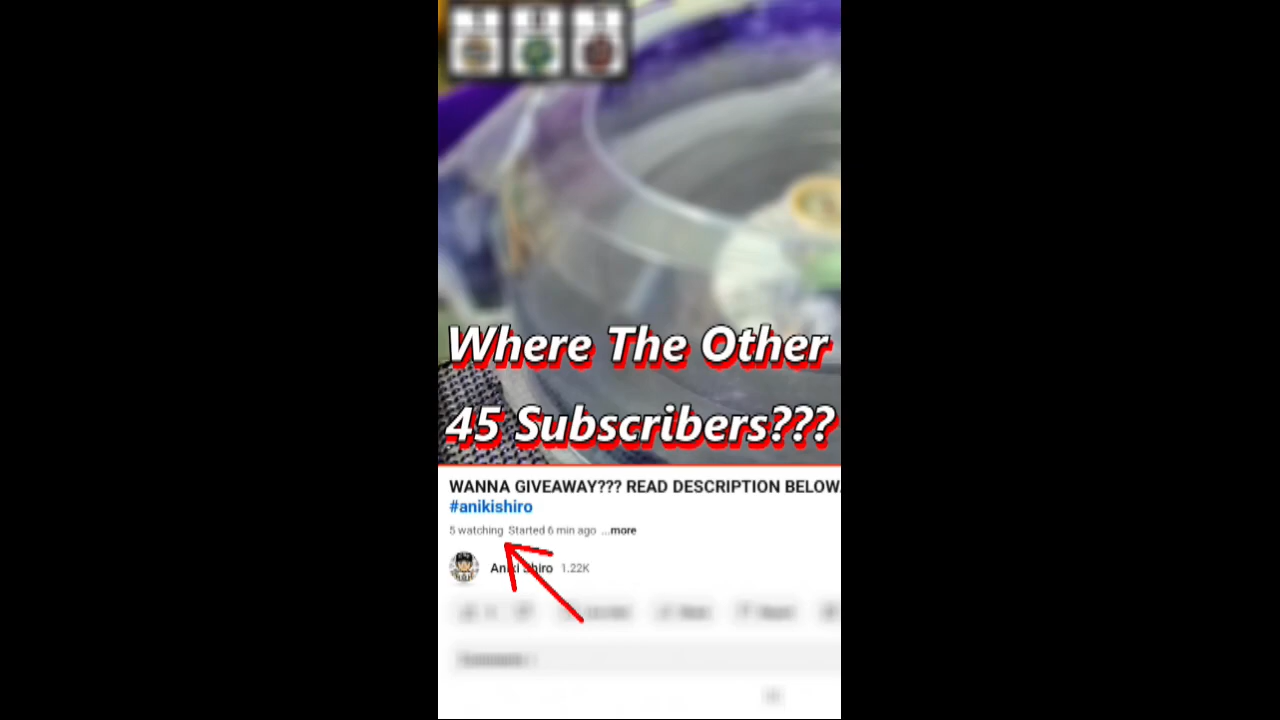 Where The Other
45 Subscribers???
WANNA GIVEAWAY??? READ DESCRIPTION BELOW
#anikishiro
5 watching Started 6 min ago ...more
Aniki Shiro 1.22K